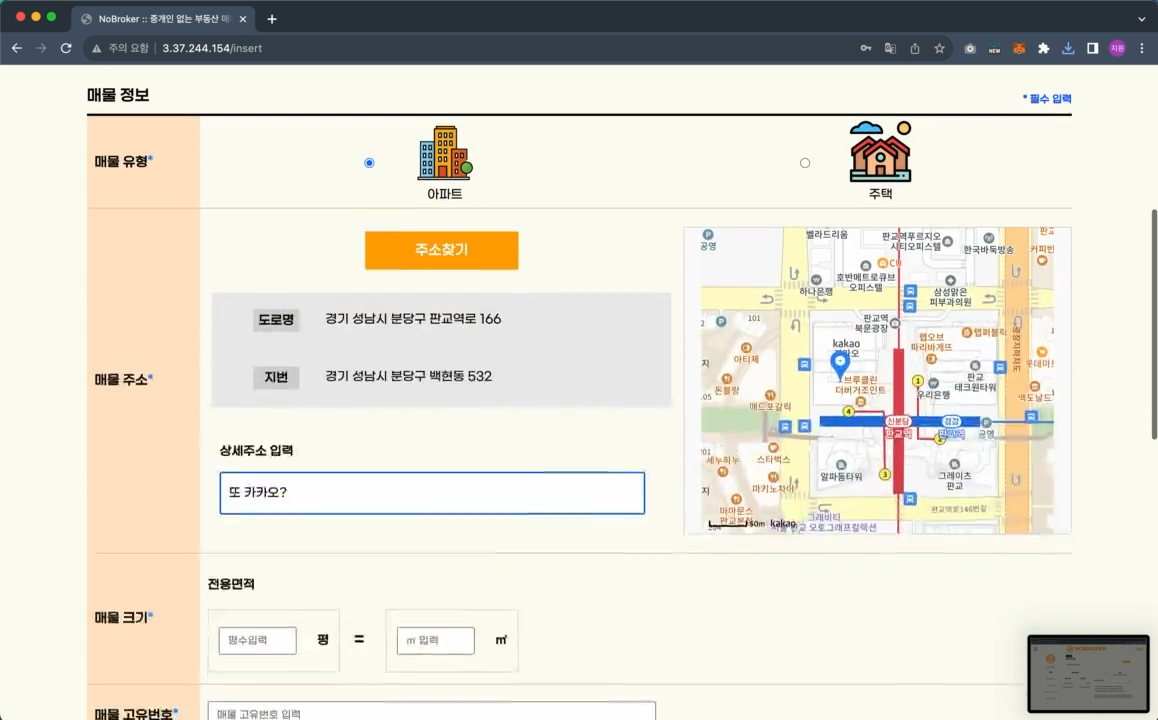 NoBroker :: 중개인 없는 부동산 매
주의 요함 3.37.244.154/insert
NEW
지원
매물 정보
* 필수 입력
매물 유형*
아파트
주택
매물 주소*
주소찾기
도로명 경기 성남시 분당구 판교역로 166
지번 경기 성남시 분당구 백현동 532
상세주소 입력
또 카카오?
공영
벨라드리움
판교역푸르지오
시티오피스텔
한국바둑방송
커피빈
호반메트로큐브
오피스텔
하나은행
삼성맑은
피부과의원
101
판교역
북문광장
kakao
랩오브
파리바게뜨
탭퍼블릭
아티제
돈블랑
브루클린
더버거조인트
우리은행
판교
테크원타워
롯데마트
맥도날드
매드포갈릭
신분당
판교역
경강
판교역
공영
세누하누
스타벅스
알파돔타워
그레이츠
판교
마키노차야
마마문스
그래비티
서울 판교 오토그래프컬렉션
판교역로146번길
50m kakao
매물 크기*
전용면적
평수입력 평 = ㎡ 입력 ㎡
매물 고유번호*
매물 고유번호 입력
NOBROKER